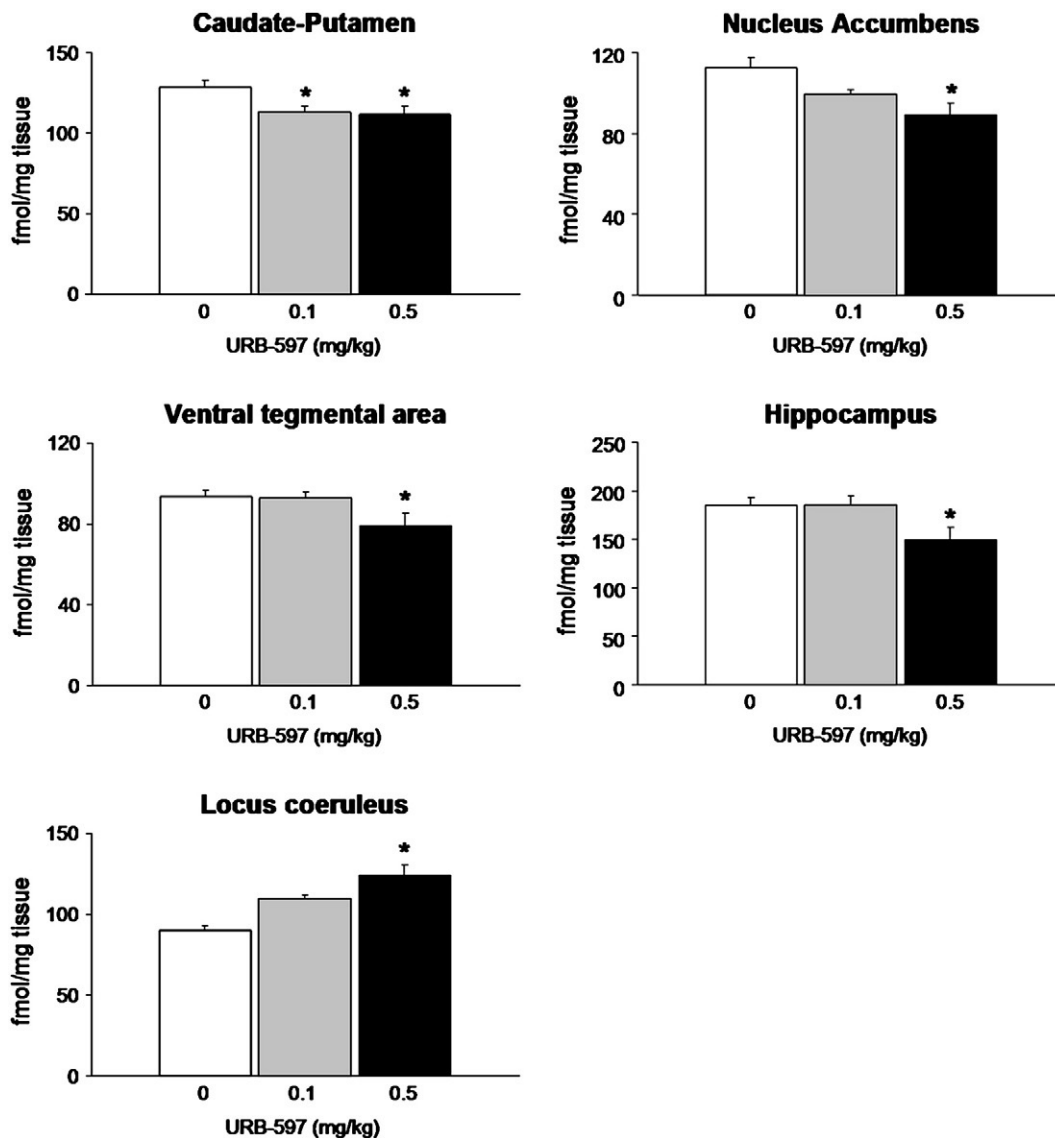 Caudate-Putamen
150
100
50
0
fmol/mg tissue
*
*
0 0.1 0.5
URB-597 (mg/kg)
Nucleus Accumbens
120
80
40
0
fmol/mg tissue
*
0 0.1 0.5
URB-597 (mg/kg)
Ventral tegmental area
120
80
40
0
fmol/mg tissue
*
0 0.1 0.5
URB-597 (mg/kg)
Hippocampus
250
200
150
100
50
0
fmol/mg tissue
*
0 0.1 0.5
URB-597 (mg/kg)
Locus coeruleus
150
100
50
0
fmol/mg tissue
*
0 0.1 0.5
URB-597 (mg/kg)